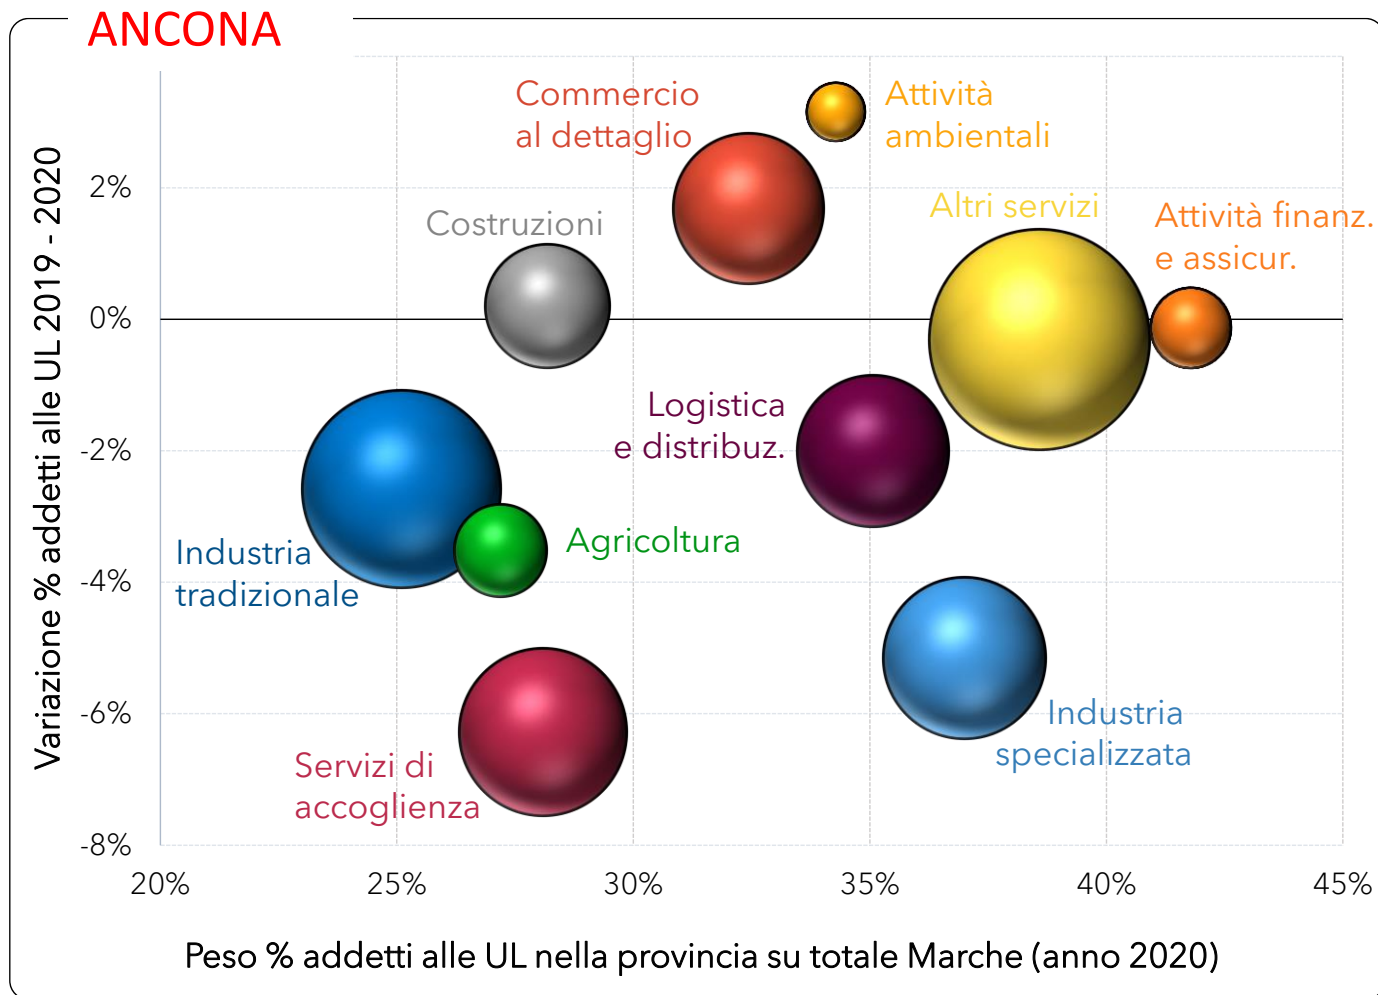 ANCONA
Commercio
al dettaglio
Attività
ambientali
Altri servizi
Attività finanz.
e assicur.
Costruzioni
Logistica
e distribuz.
Agricoltura
Industria
tradizionale
Industria
specializzata
Servizi di
accoglienza
Variazione % addetti alle UL 2019 - 2020
2%
0%
-2%
-4%
-6%
-8%
20% 25% 30% 35% 40% 45%
Peso % addetti alle UL nella provincia su totale Marche (anno 2020)